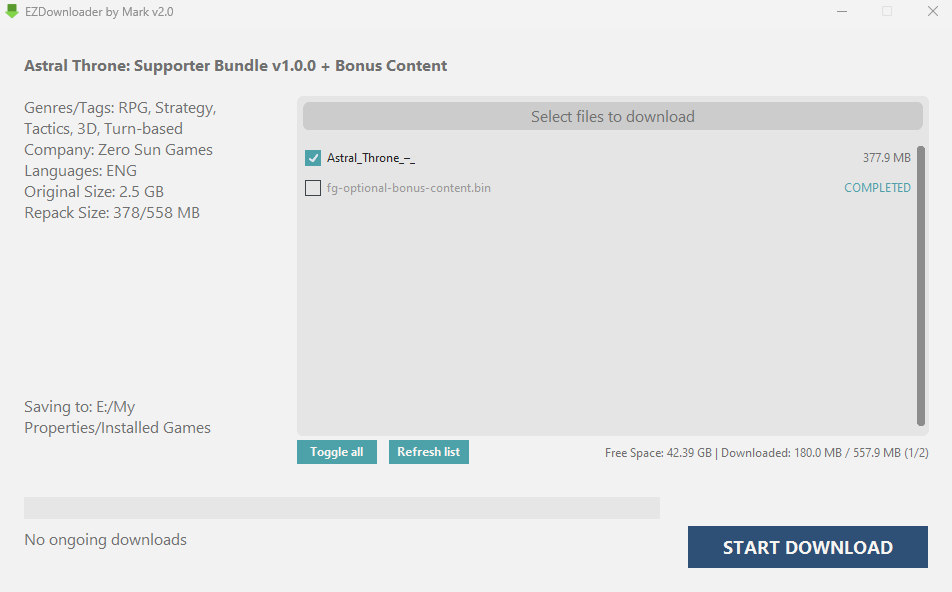 EZDownloader by Mark v2.0
Astral Throne: Supporter Bundle v1.0.0 + Bonus Content
Genres/Tags: RPG, Strategy,
Tactics, 3D, Turn-based
Company: Zero Sun Games
Languages: ENG
Original Size: 2.5 GB
Repack Size: 378/558 MB
Select files to download
Astral_Throne_–_ 377.9 MB
fg-optional-bonus-content.bin COMPLETED
Saving to: E:/My
Properties/Installed Games
Toggle all Refresh list Free Space: 42.39 GB | Downloaded: 180.0 MB / 557.9 MB (1/2)
No ongoing downloads
START DOWNLOAD